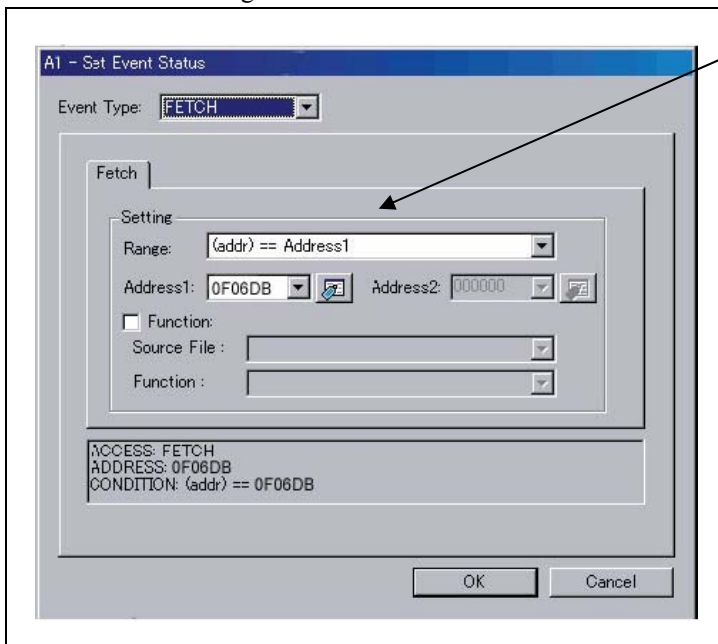 A1 - Set Event Status
Event Type: FETCH
Fetch
Setting
Range: (addr) == Address1
Address1: 0F06DB Address2: 000000
Function:
Source File :
Function :
ACCESS: FETCH
ADDRESS: 0F06DB
CONDITION: (addr) == 0F06DB
OK Cancel